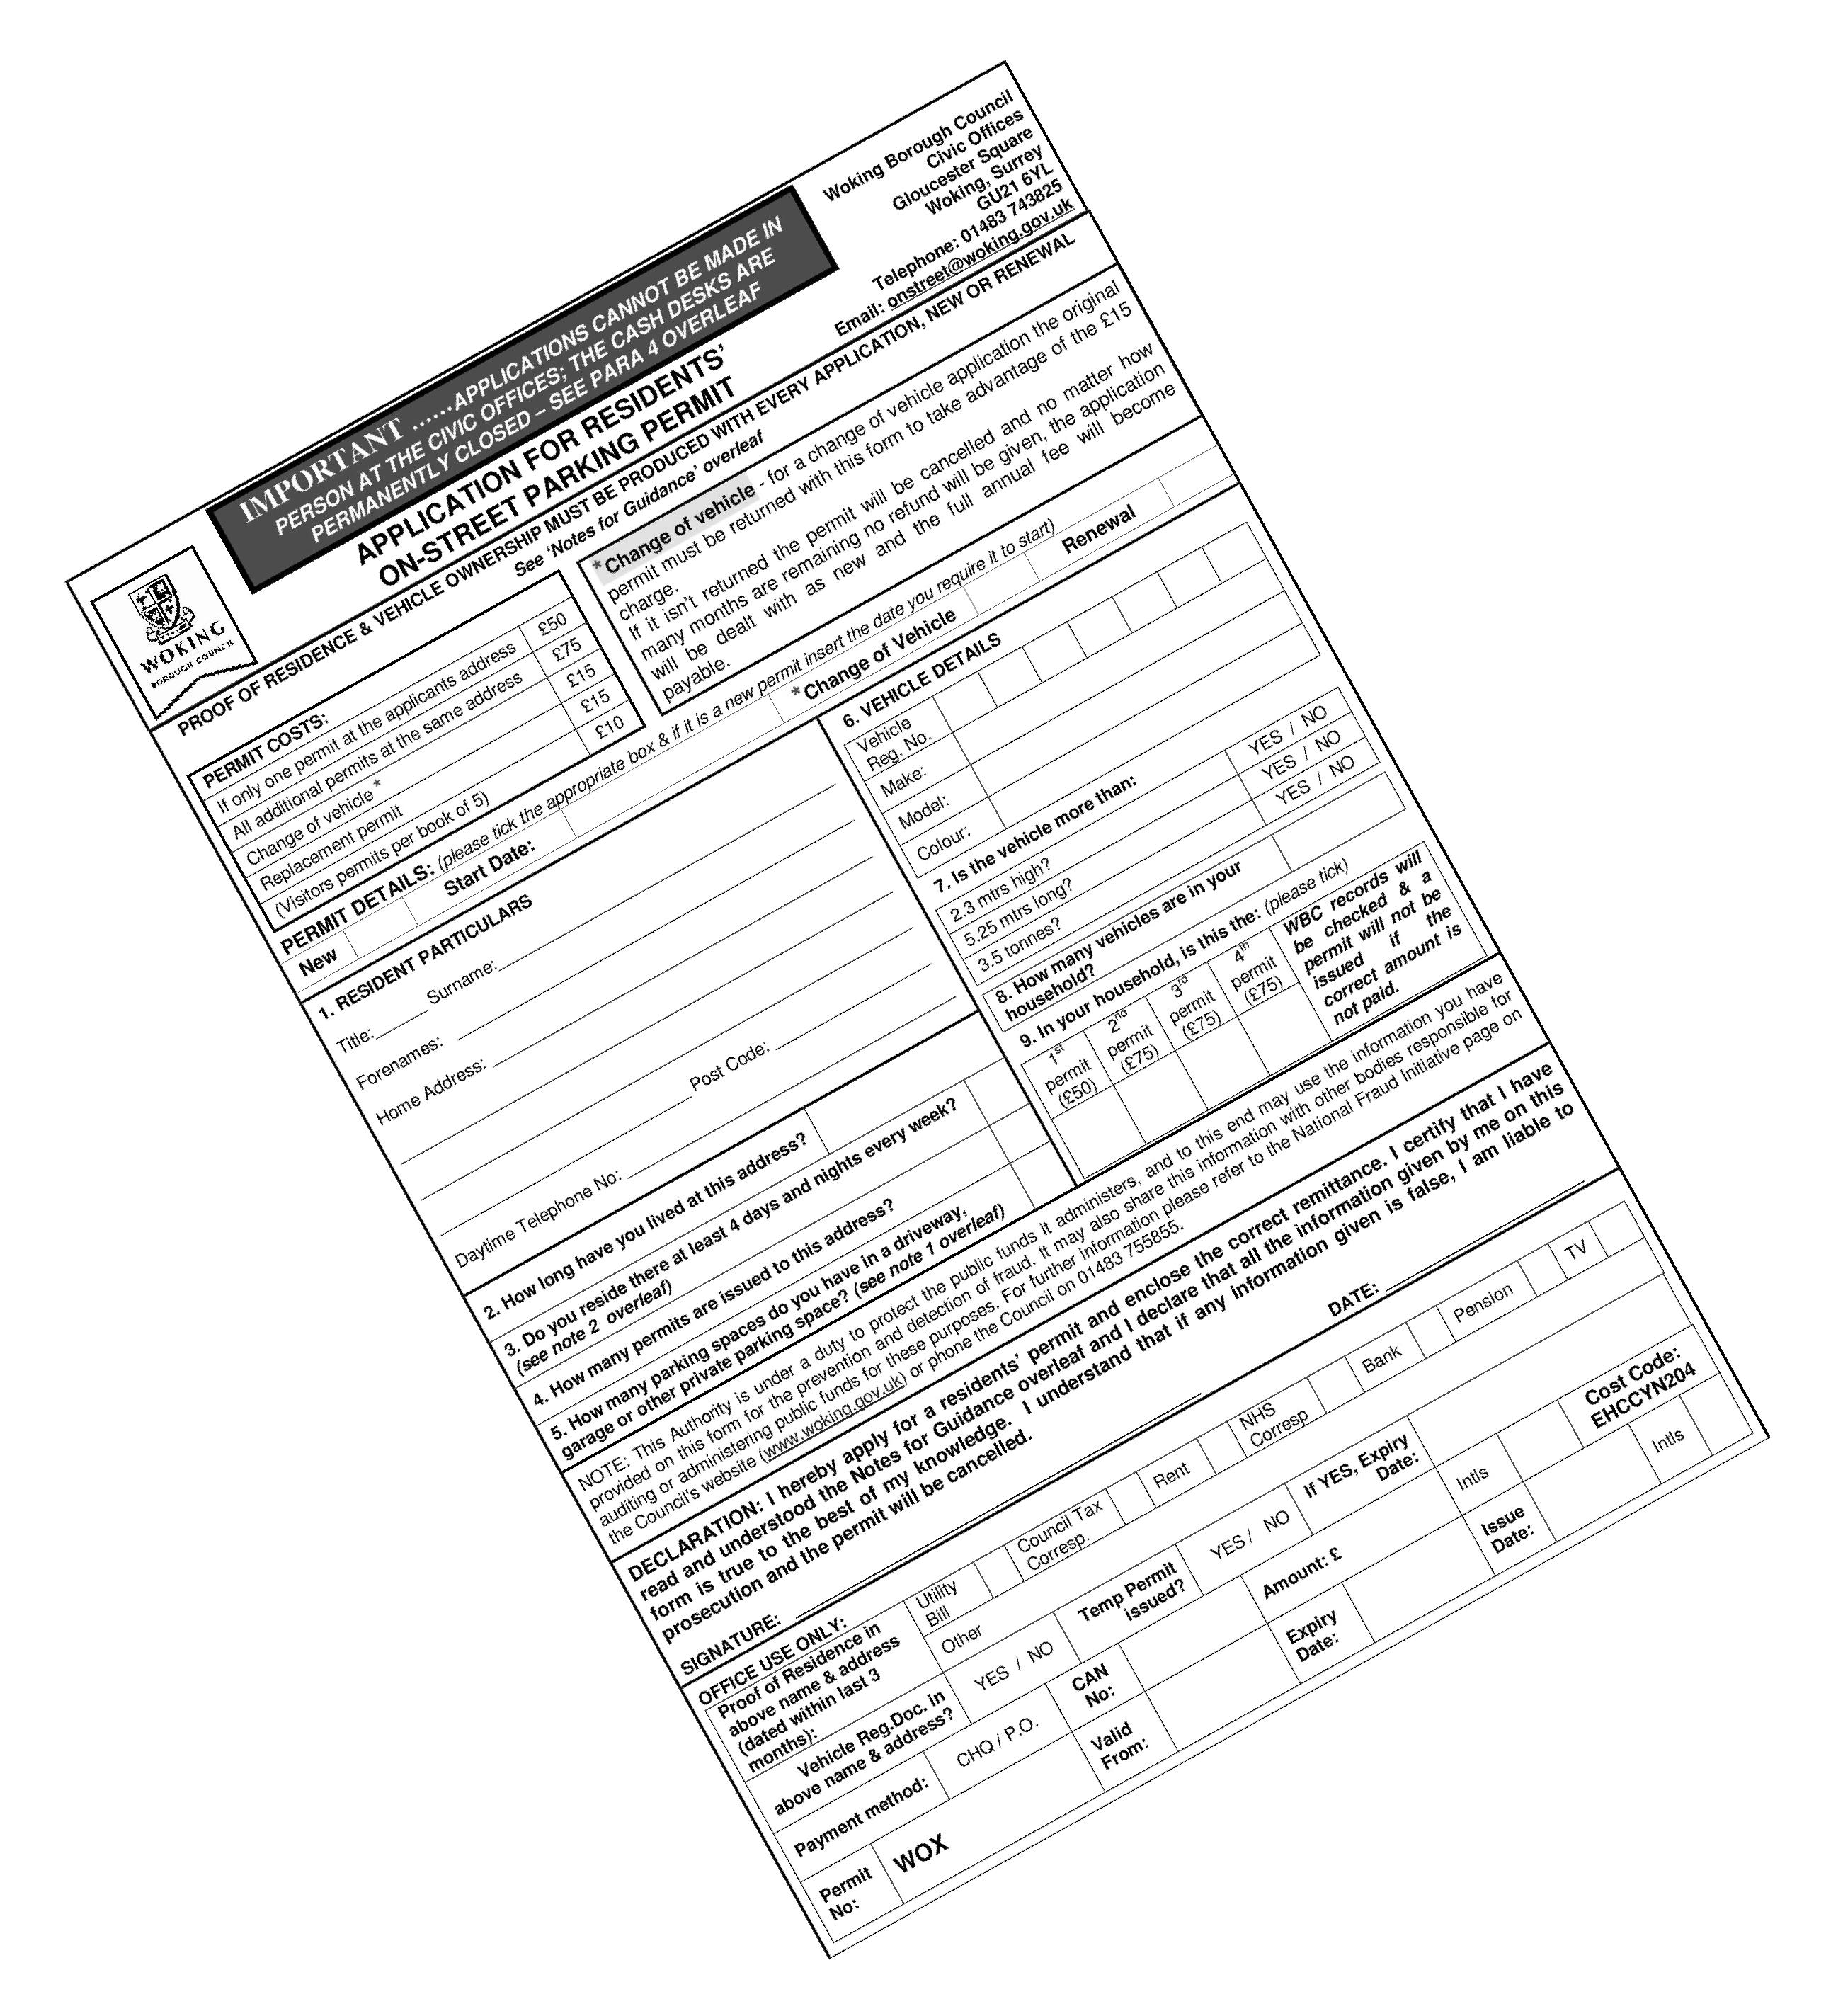 WOKING
BOROUGH COUNCIL
IMPORTANT ......APPLICATIONS CANNOT BE MADE IN
PERSON AT THE CIVIC OFFICES; THE CASH DESKS ARE
PERMANENTLY CLOSED – SEE PARA 4 OVERLEAF
APPLICATION FOR RESIDENTS’
ON-STREET PARKING PERMIT
Woking Borough Council
Civic Offices
Gloucester Square
Woking, Surrey
GU21 6YL
Telephone: 01483 743825
Email: onstreet@woking.gov.uk
PROOF OF RESIDENCE & VEHICLE OWNERSHIP MUST BE PRODUCED WITH EVERY APPLICATION, NEW OR RENEWAL
See ‘Notes for Guidance’ overleaf
PERMIT COSTS:
If only one permit at the applicants address £50
All additional permits at the same address £75
Change of vehicle * £15
Replacement permit £15
(Visitors permits per book of 5) £10
*Change of vehicle - for a change of vehicle application the original
permit must be returned with this form to take advantage of the £15
charge.
If it isn’t returned the permit will be cancelled and no matter how
many months are remaining no refund will be given, the application
will be dealt with as new and the full annual fee will become
payable.
PERMIT DETAILS: (please tick the appropriate box & if it is a new permit insert the date you require it to start)
New Start Date: *Change of Vehicle Renewal
1. RESIDENT PARTICULARS
Title: Surname:
Forenames:
Home Address:
Post Code:
Daytime Telephone No:
2. How long have you lived at this address?
3. Do you reside there at least 4 days and nights every week?
(see note 2 overleaf)
4. How many permits are issued to this address?
5. How many parking spaces do you have in a driveway,
garage or other private parking space? (see note 1 overleaf)
6. VEHICLE DETAILS
Vehicle
Reg. No.
Make:
Model:
Colour:
7. Is the vehicle more than:
2.3 mtrs high? YES / NO
5.25 mtrs long? YES / NO
3.5 tonnes? YES / NO
8. How many vehicles are in your
household?
9. In your household, is this the: (please tick)
1st
permit
(£50)
2nd
permit
(£75)
3rd
permit
(£75)
4th
permit
(£75)
WBC records will
be checked & a
permit will not be
issued if the
correct amount is
not paid.
NOTE: This Authority is under a duty to protect the public funds it administers, and to this end may use the information you have
provided on this form for the prevention and detection of fraud. It may also share this information with other bodies responsible for
auditing or administering public funds for these purposes. For further information please refer to the National Fraud Initiative page on
the Council's website (www.woking.gov.uk) or phone the Council on 01483 755855.
DECLARATION: I hereby apply for a residents’ permit and enclose the correct remittance. I certify that I have
read and understood the Notes for Guidance overleaf and I declare that all the information given by me on this
form is true to the best of my knowledge. I understand that if any information given is false, I am liable to
prosecution and the permit will be cancelled.
SIGNATURE: DATE:
OFFICE USE ONLY:
Proof of Residence in
above name & address
(dated within last 3
months):
Utility
Bill
Council Tax
Corresp.
Rent
NHS
Corresp
Bank
Pension
TV
Other
Vehicle Reg.Doc. in
above name & address?
YES / NO
Temp Permit
issued?
YES / NO
If YES, Expiry
Date:
Payment method:
CHQ / P.O.
CAN
No:
Amount: £
Intls
Cost Code:
EHCCYN204
Permit
No:
WOX
Valid
From:
Expiry
Date:
Issue
Date:
Intls